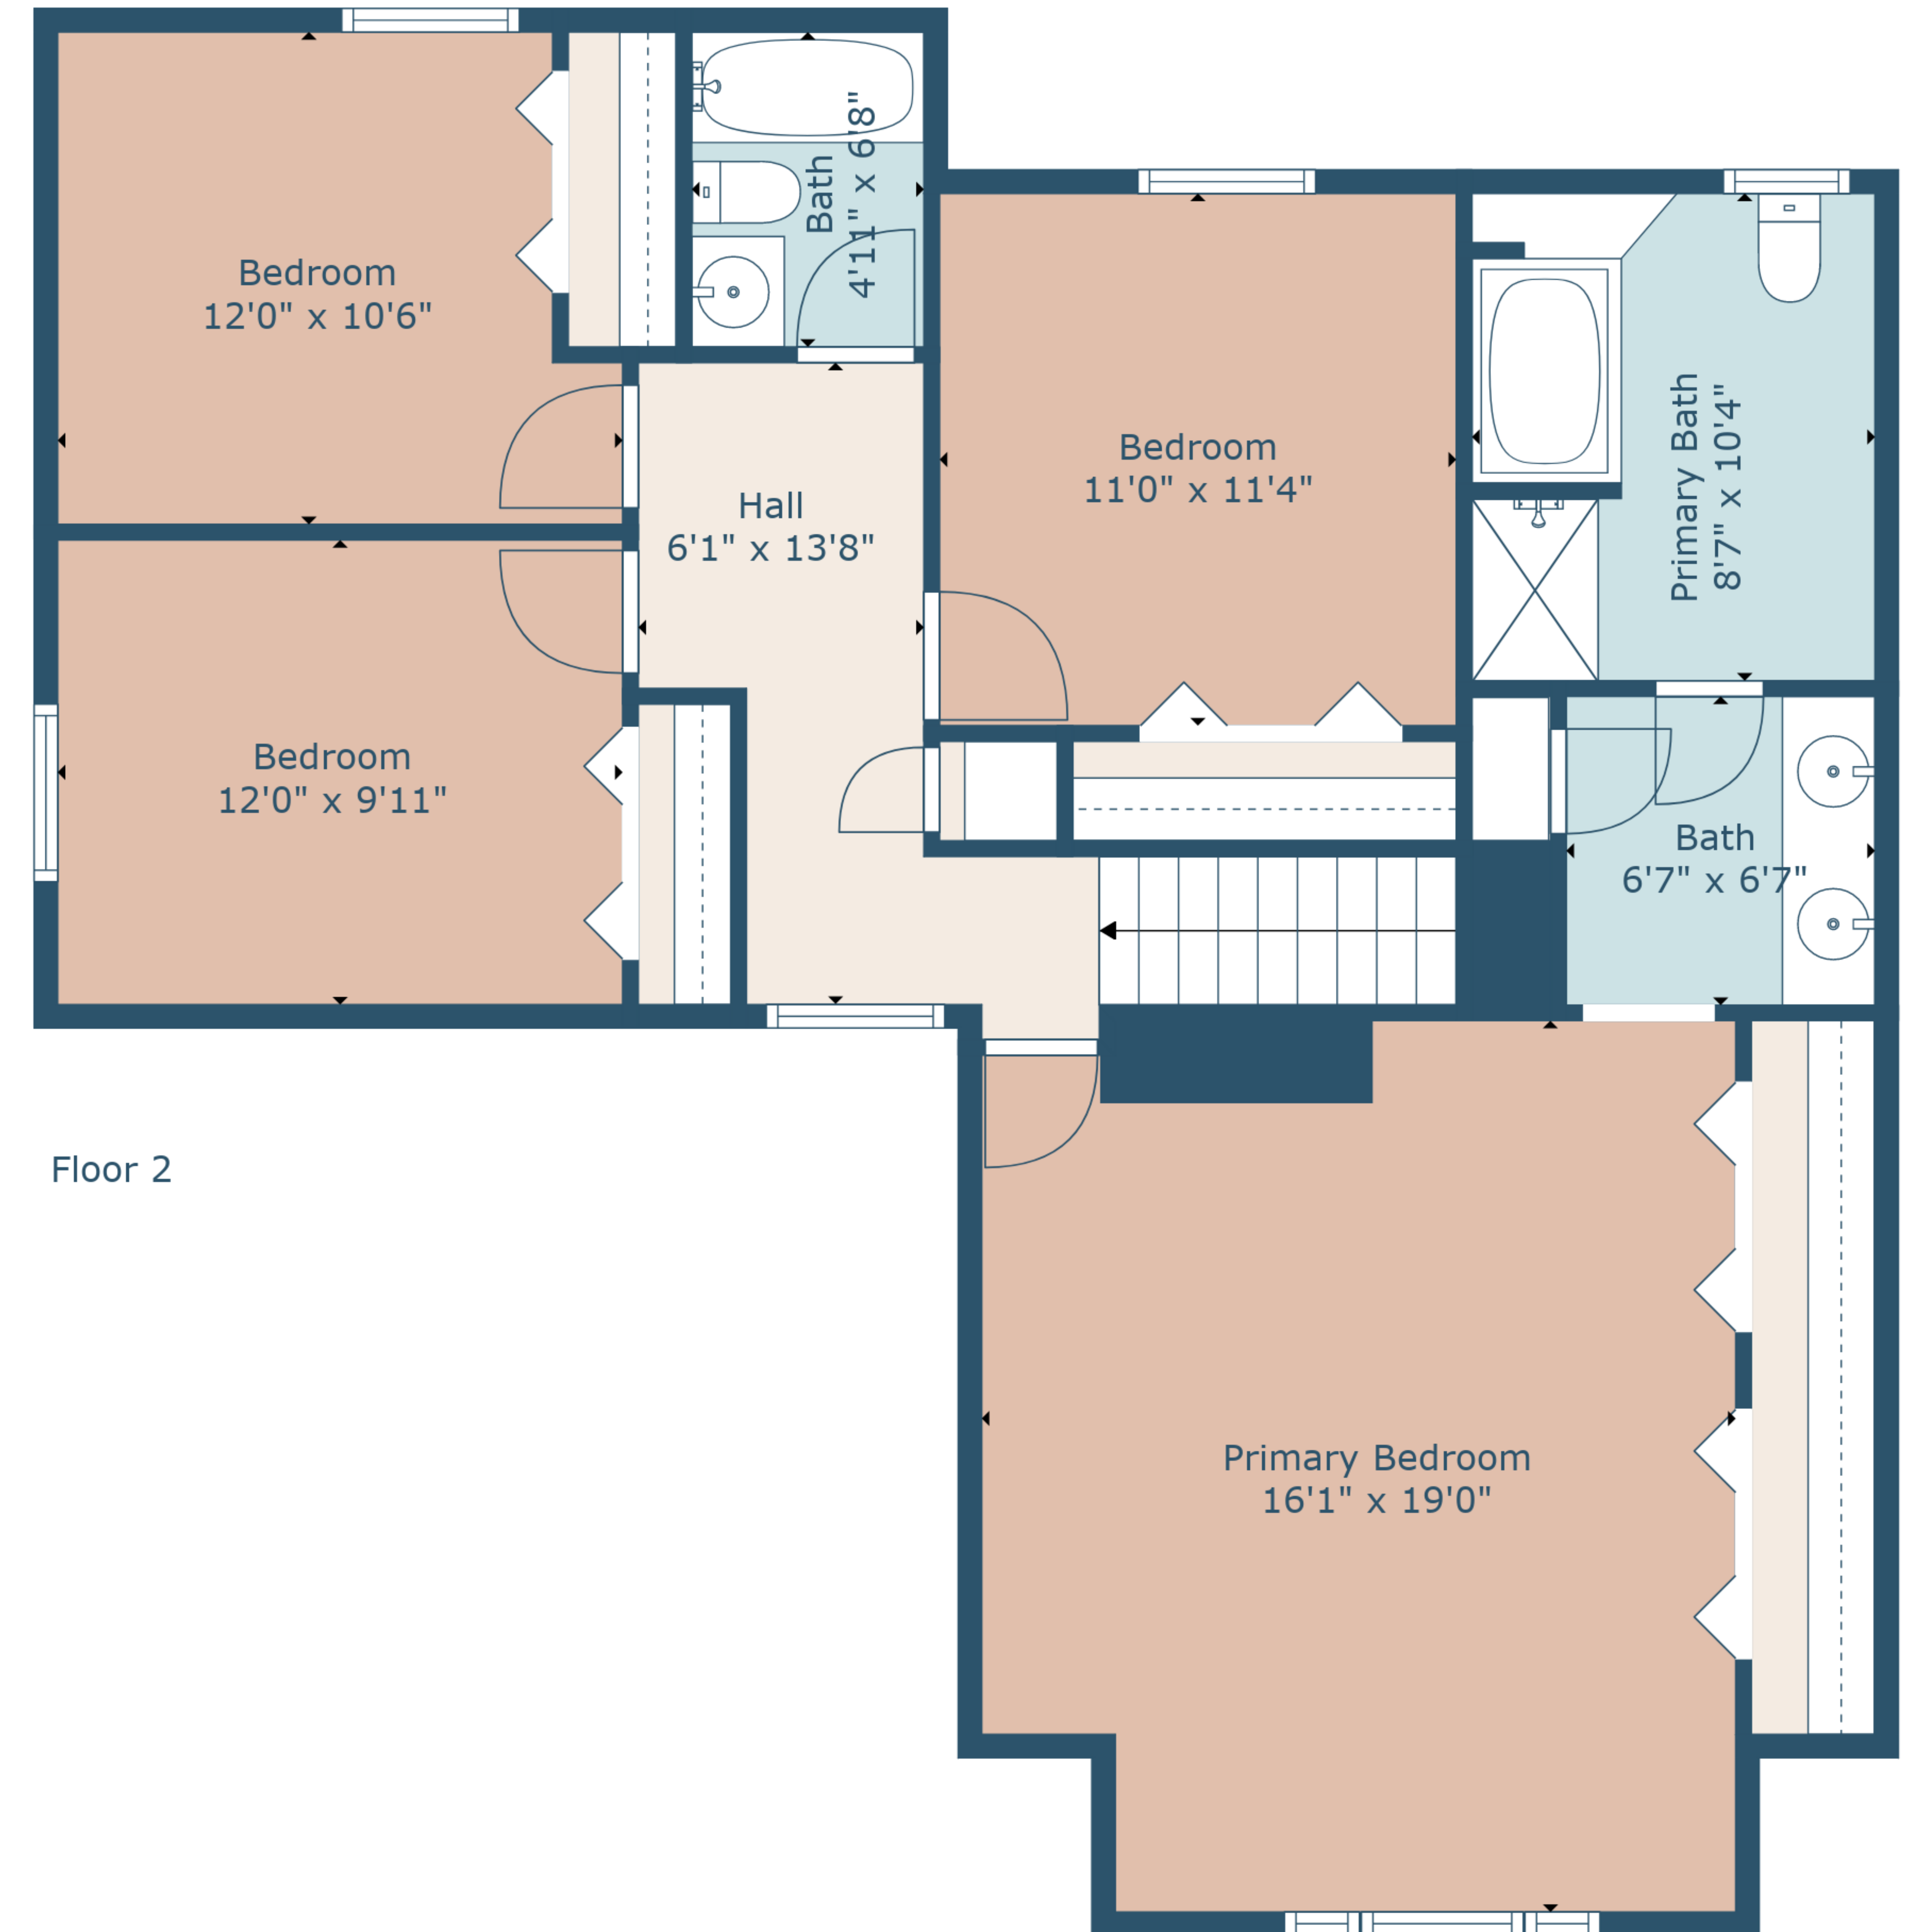 Bedroom
12'0" x 10'6"
Bath
4'11" x 6'8"
Bedroom
11'0" x 11'4"
Primary Bath
8'7" x 10'4"
Hall
6'1" x 13'8"
Bedroom
12'0" x 9'11"
Bath
6'7" x 6'7"
Floor 2
Primary Bedroom
16'1" x 19'0"